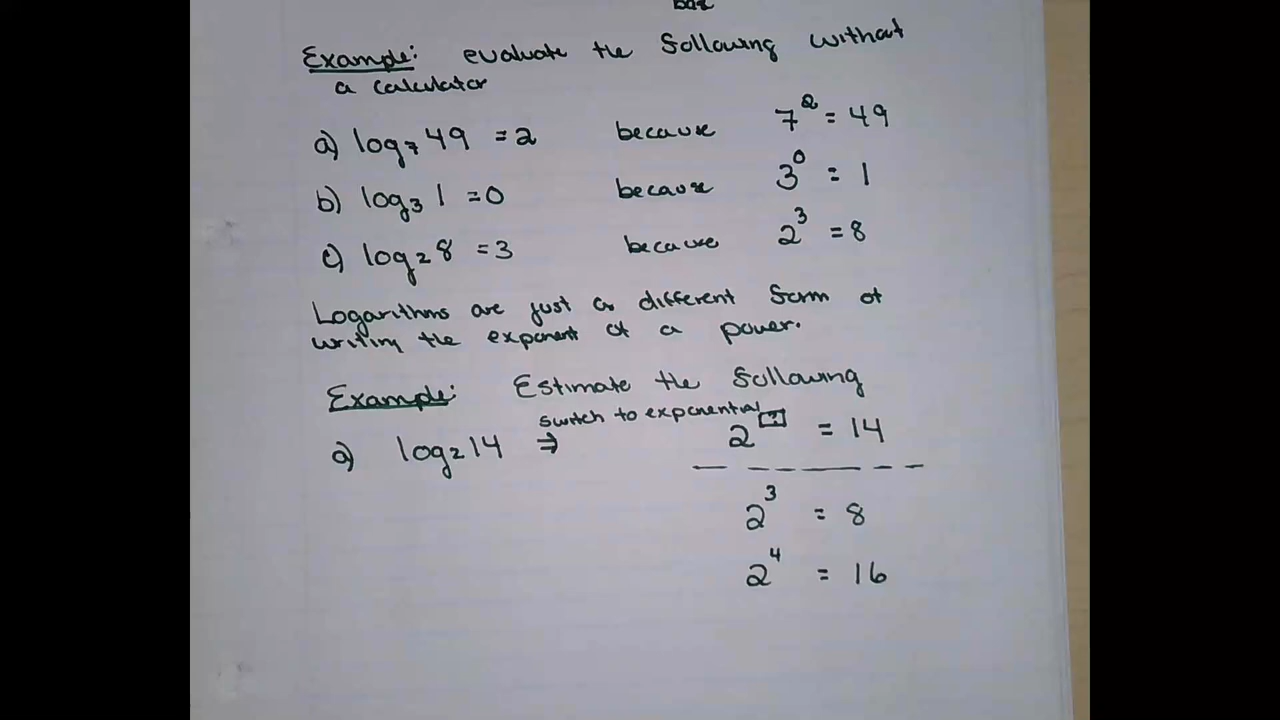 Example: evaluate the following without
a calculator
a) log₇ 49 = 2 because 7² = 49
b) log₃ 1 = 0 because 3⁰ = 1
c) log₂ 8 = 3 because 2³ = 8
Logarithms are just a different form of
writing the exponent of a power.
Example: Estimate the following
switch to exponential
a) log₂ 14 ⇒ 2^[?] = 14
2³ = 8
2⁴ = 16